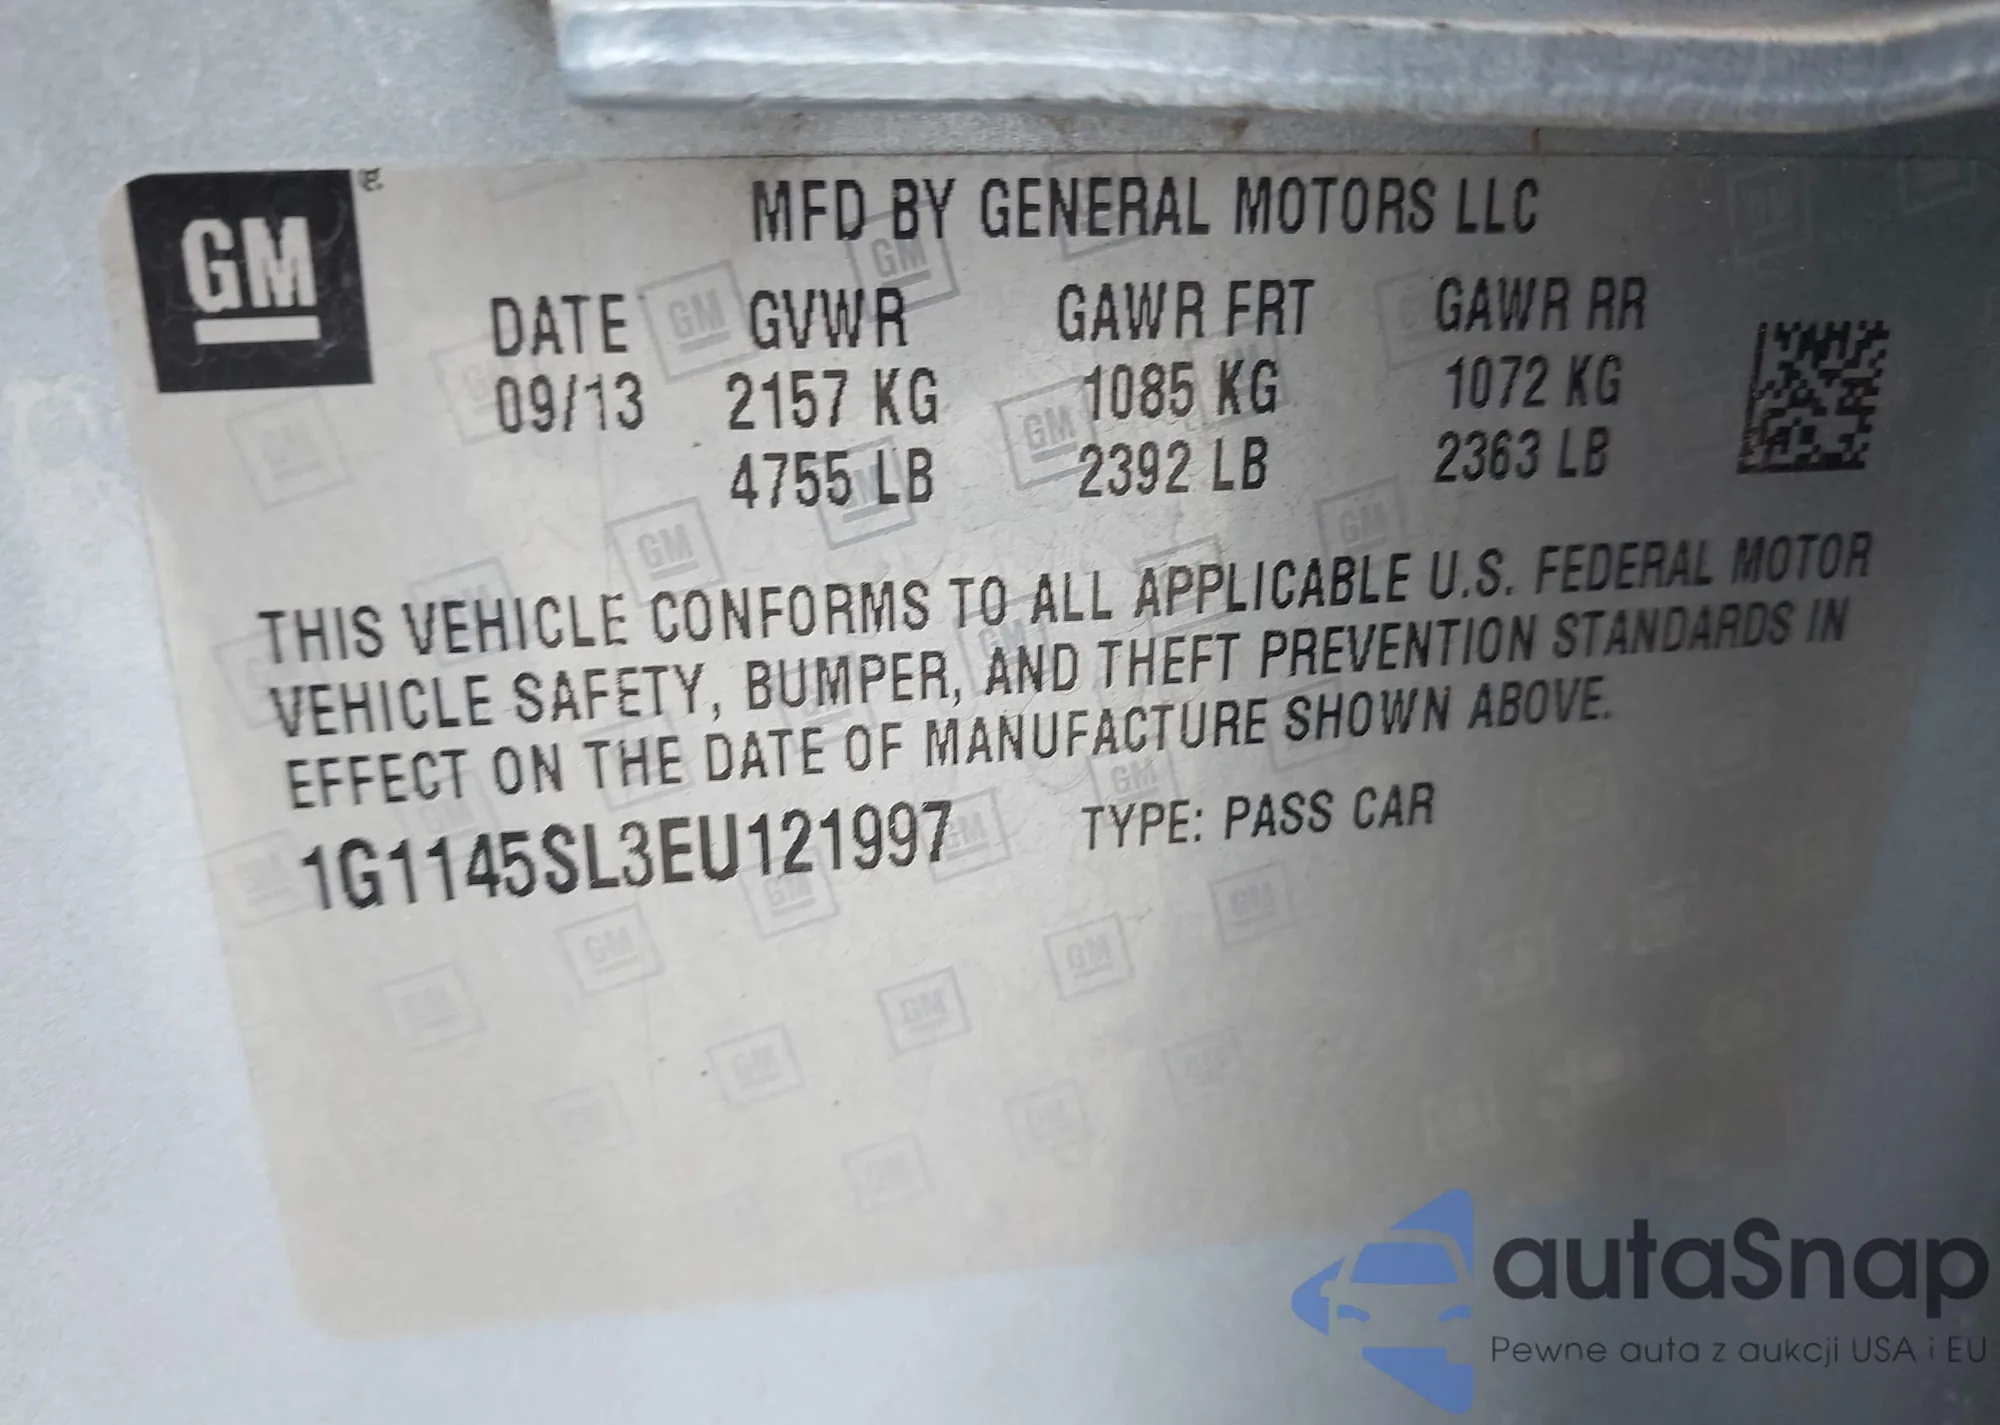 GM
MFD BY GENERAL MOTORS LLC
DATE GVWR GAWR FRT GAWR RR
09/13 2157 KG 1085 KG 1072 KG
4755 LB 2392 LB 2363 LB
THIS VEHICLE CONFORMS TO ALL APPLICABLE U.S. FEDERAL MOTOR
VEHICLE SAFETY, BUMPER, AND THEFT PREVENTION STANDARDS IN
EFFECT ON THE DATE OF MANUFACTURE SHOWN ABOVE.
1G1145SL3EU121997 TYPE: PASS CAR
autaSnap
Pewne auta z aukcji USA i EU